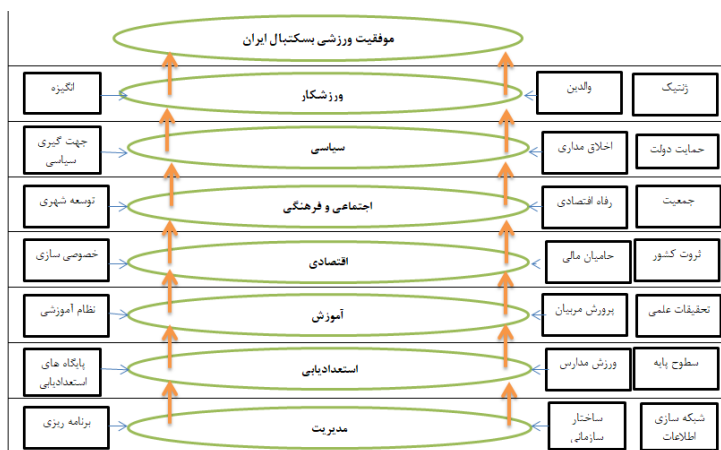 موفقیت ورزشی بسکتبال ایران
ژنتیک
والدین
ورزشکار
انگیزه
حمایت دولت
اخلاق مداری
سیاسی
جهت گیری
سیاسی
جمعیت
رفاه اقتصادی
اجتماعی و فرهنگی
توسعه شهری
ثروت کشور
حامیان مالی
اقتصادی
خصوصی سازی
تحقیقات علمی
پرورش مربیان
آموزش
نظام آموزشی
سطوح پایه
ورزش مدارس
استعدادیابی
پایگاه های
استعدادیابی
شبکه سازی
اطلاعات
ساختار
سازمانی
مدیریت
برنامه ریزی